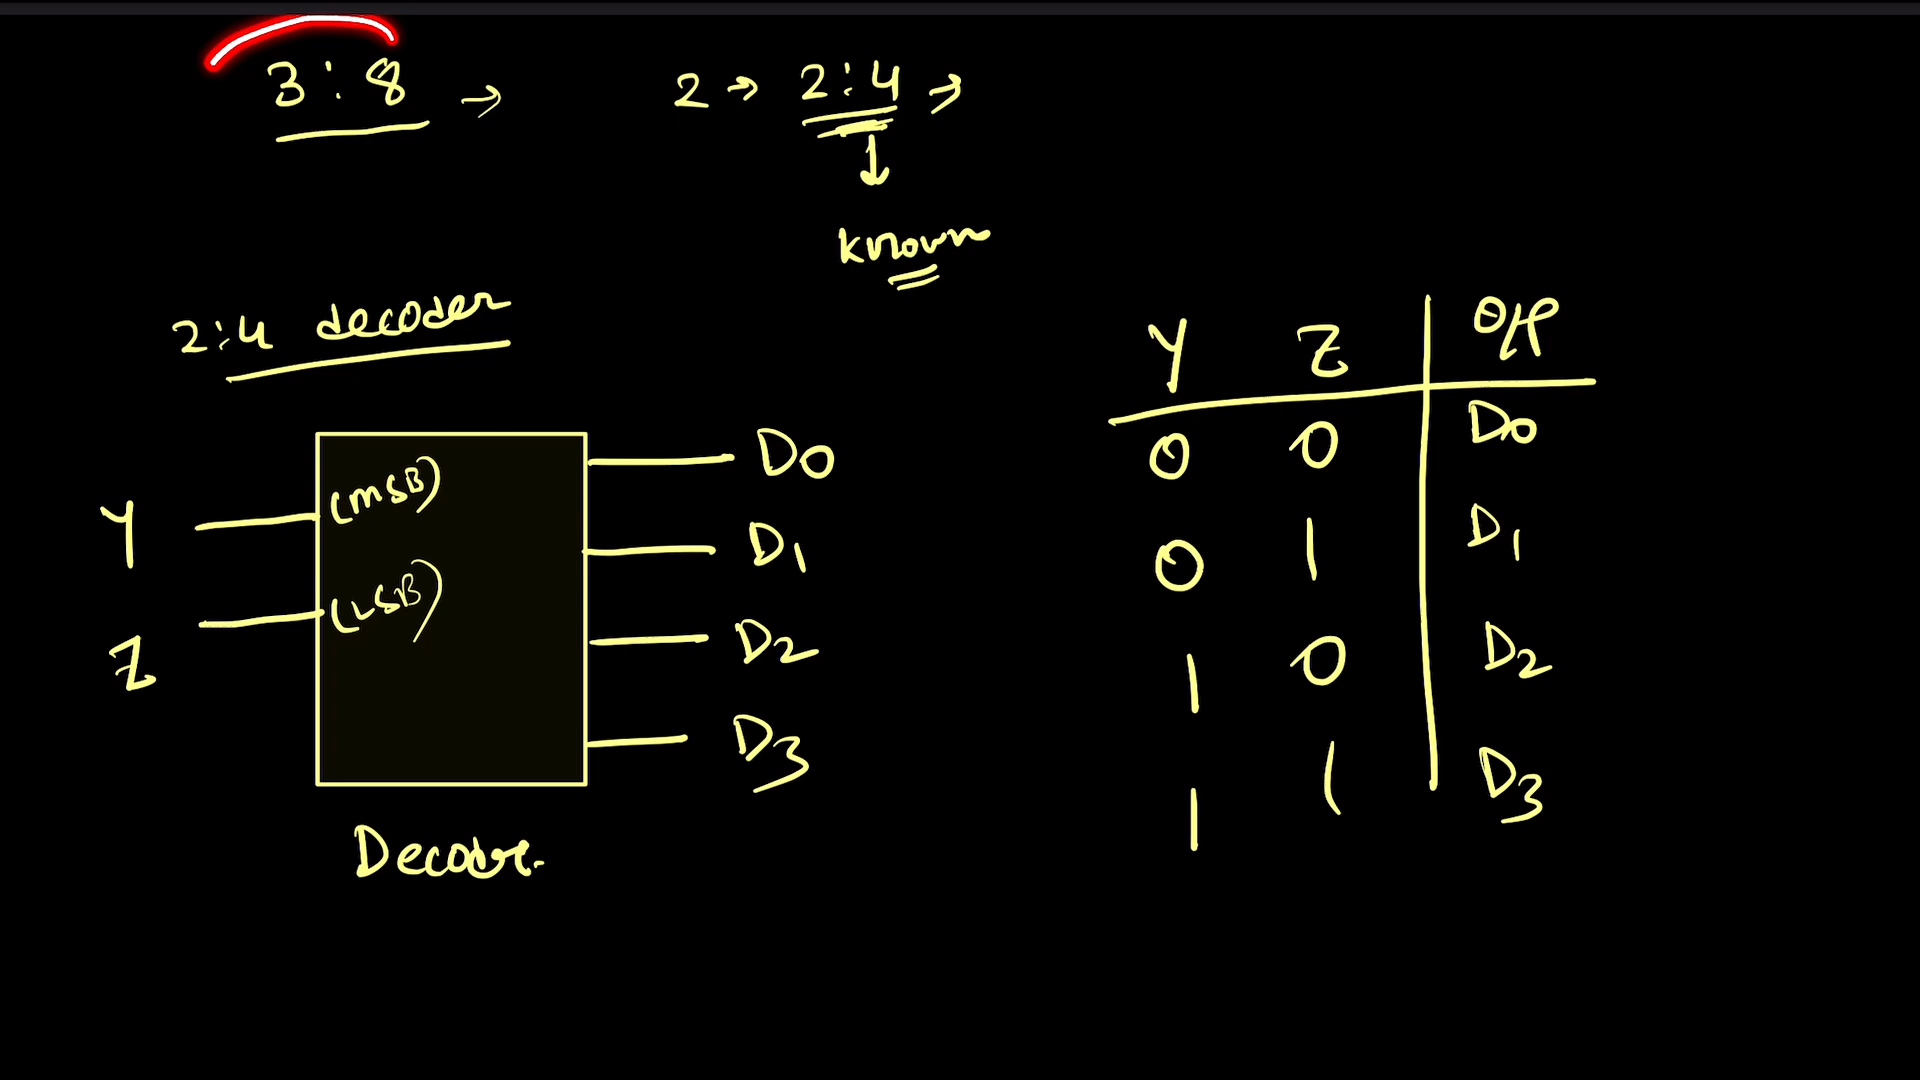 3:8 → 2 → 2:4 →
↓
known
2:4 decoder
Y Z O/P
0 0 D0
0 1 D1
1 0 D2
1 1 D3
Y (MSB) D0
D1
Z (LSB) D2
D3